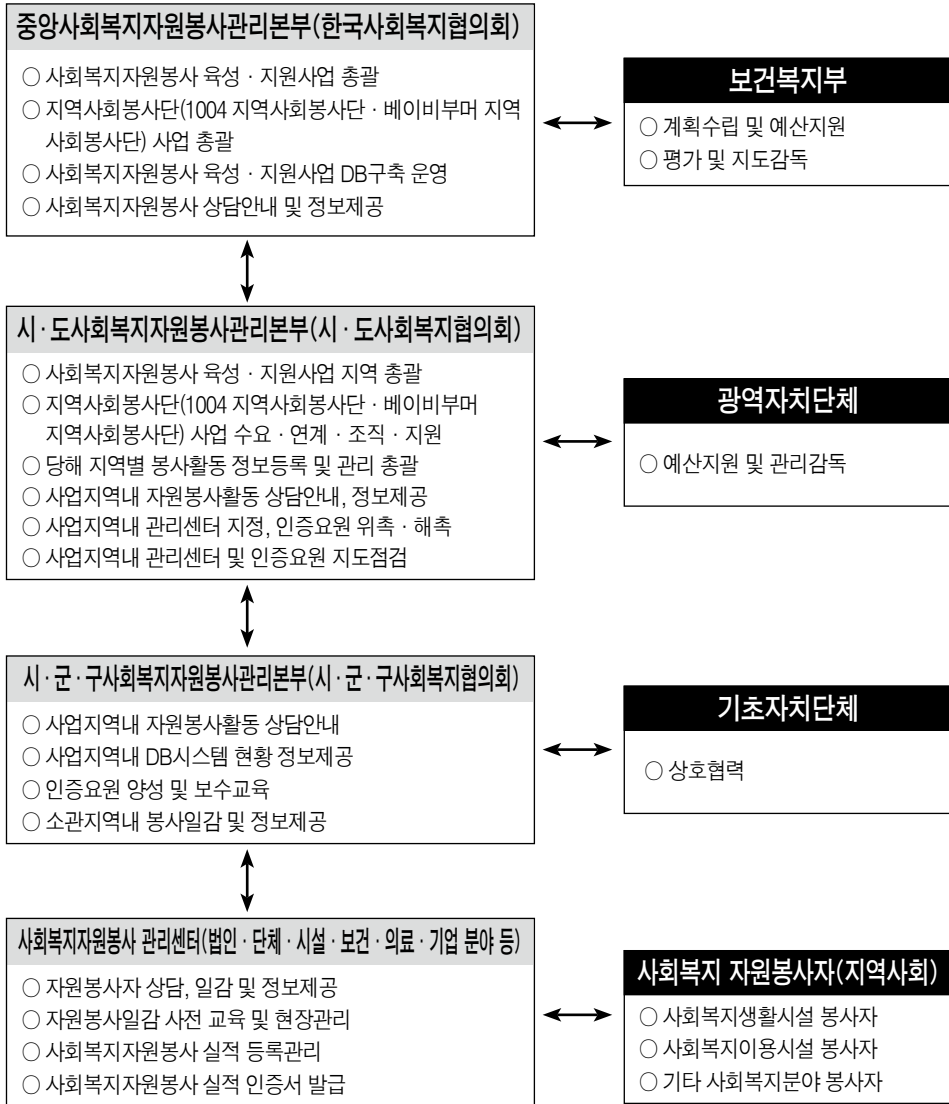 중앙사회복지자원봉사관리본부(한국사회복지협의회)
○ 사회복지자원봉사 육성 · 지원사업 총괄
○ 지역사회봉사단(1004 지역사회봉사단 · 베이비부머 지역
사회봉사단) 사업 총괄
○ 사회복지자원봉사 육성 · 지원사업 DB구축 운영
○ 사회복지자원봉사 상담안내 및 정보제공
보건복지부
○ 계획수립 및 예산지원
○ 평가 및 지도감독
시 · 도사회복지자원봉사관리본부(시 · 도사회복지협의회)
○ 사회복지자원봉사 육성 · 지원사업 지역 총괄
○ 지역사회봉사단(1004 지역사회봉사단 · 베이비부머
지역사회봉사단) 사업 수요 · 연계 · 조직 · 지원
○ 당해 지역별 봉사활동 정보등록 및 관리 총괄
○ 사업지역내 자원봉사활동 상담안내, 정보제공
○ 사업지역내 관리센터 지정, 인증요원 위촉 · 해촉
○ 사업지역내 관리센터 및 인증요원 지도점검
광역자치단체
○ 예산지원 및 관리감독
시 · 군 · 구사회복지자원봉사관리본부(시 · 군 · 구사회복지협의회)
○ 사업지역내 자원봉사활동 상담안내
○ 사업지역내 DB시스템 현황 정보제공
○ 인증요원 양성 및 보수교육
○ 소관지역내 봉사일감 및 정보제공
기초자치단체
○ 상호협력
사회복지자원봉사 관리센터(법인 · 단체 · 시설 · 보건 · 의료 · 기업 분야 등)
○ 자원봉사자 상담, 일감 및 정보제공
○ 자원봉사일감 사전 교육 및 현장관리
○ 사회복지자원봉사 실적 등록관리
○ 사회복지자원봉사 실적 인증서 발급
사회복지 자원봉사자(지역사회)
○ 사회복지생활시설 봉사자
○ 사회복지이용시설 봉사자
○ 기타 사회복지분야 봉사자